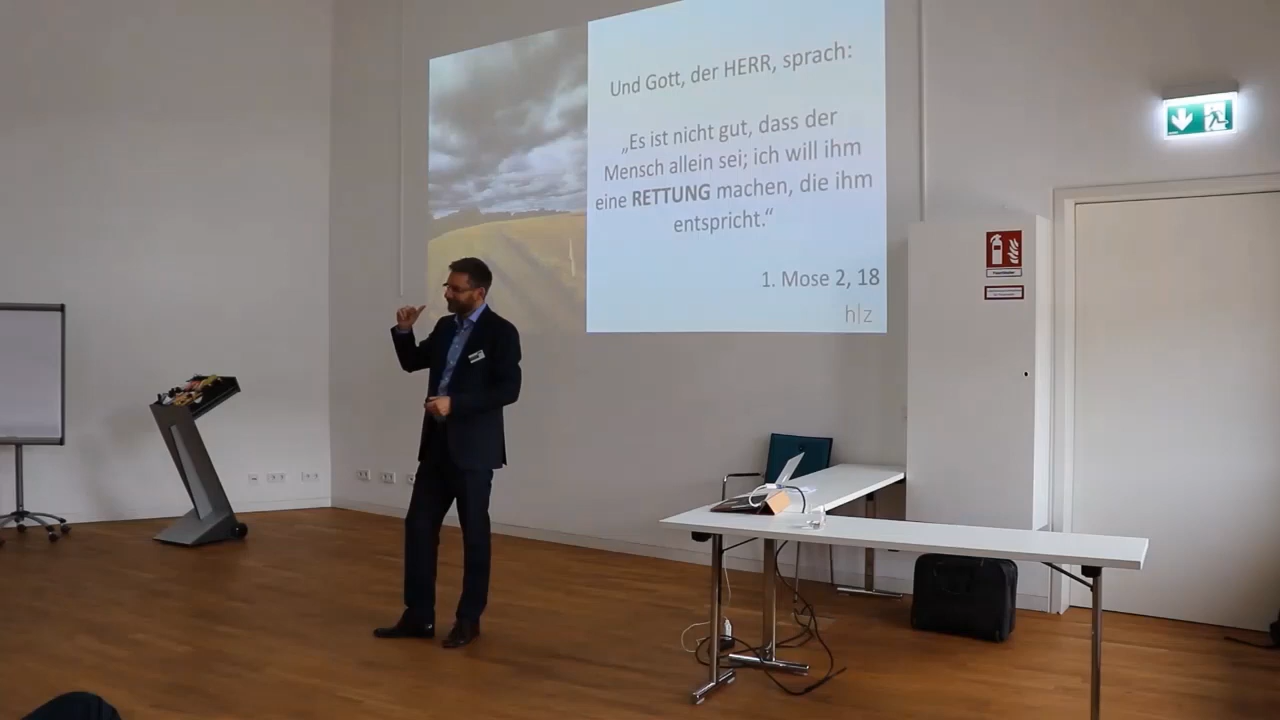 Und Gott, der HERR, sprach:
„Es ist nicht gut, dass der
Mensch allein sei; ich will ihm
eine RETTUNG machen, die ihm
entspricht.“
1. Mose 2, 18
h|z